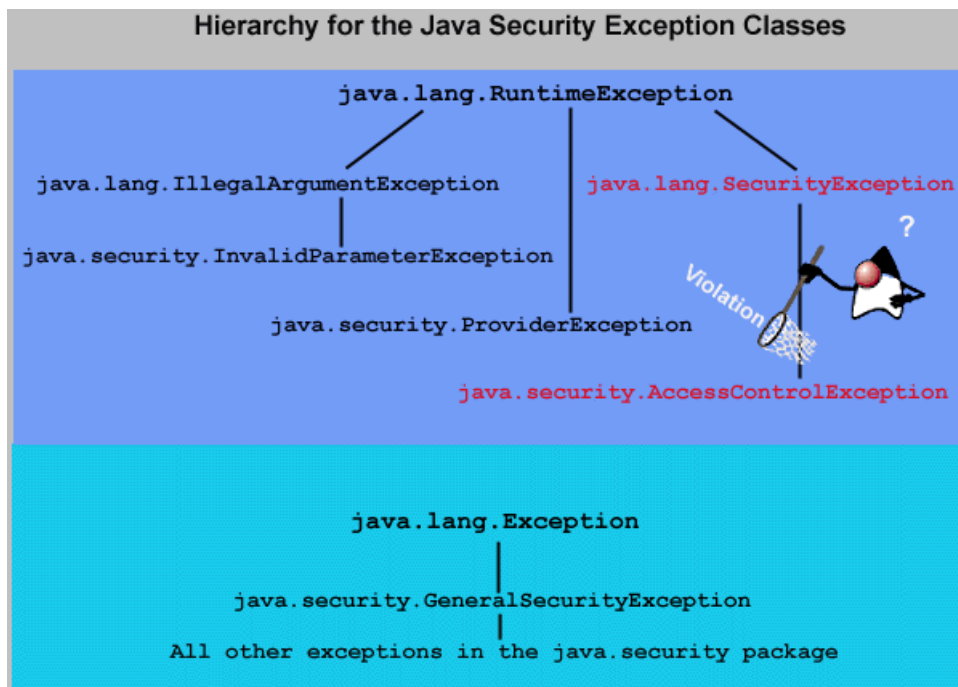 Hierarchy for the Java Security Exception Classes
java.lang.RuntimeException
java.lang.IllegalArgumentException
java.lang.SecurityException
java.security.InvalidParameterException
?
Violation
java.security.ProviderException
java.security.AccessControlException
java.lang.Exception
java.security.GeneralSecurityException
All other exceptions in the java.security package